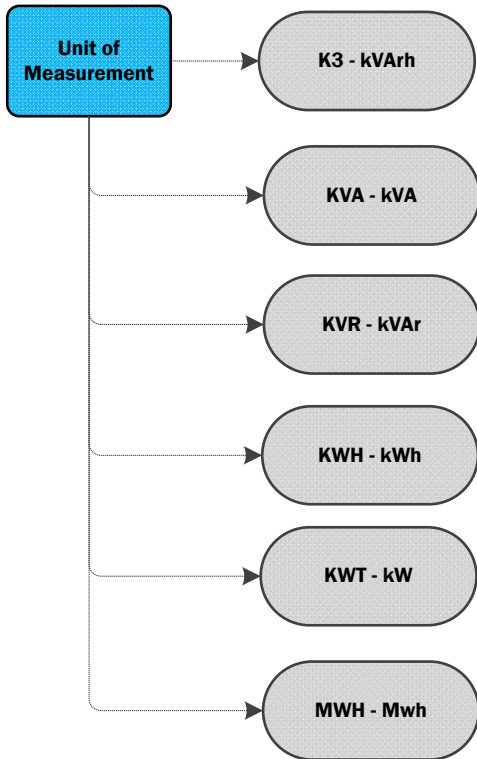 Unit of
Measurement
K3 - kVArh
KVA - kVA
KVR - kVAr
KWH - kWh
KWT - kW
MWH - Mwh